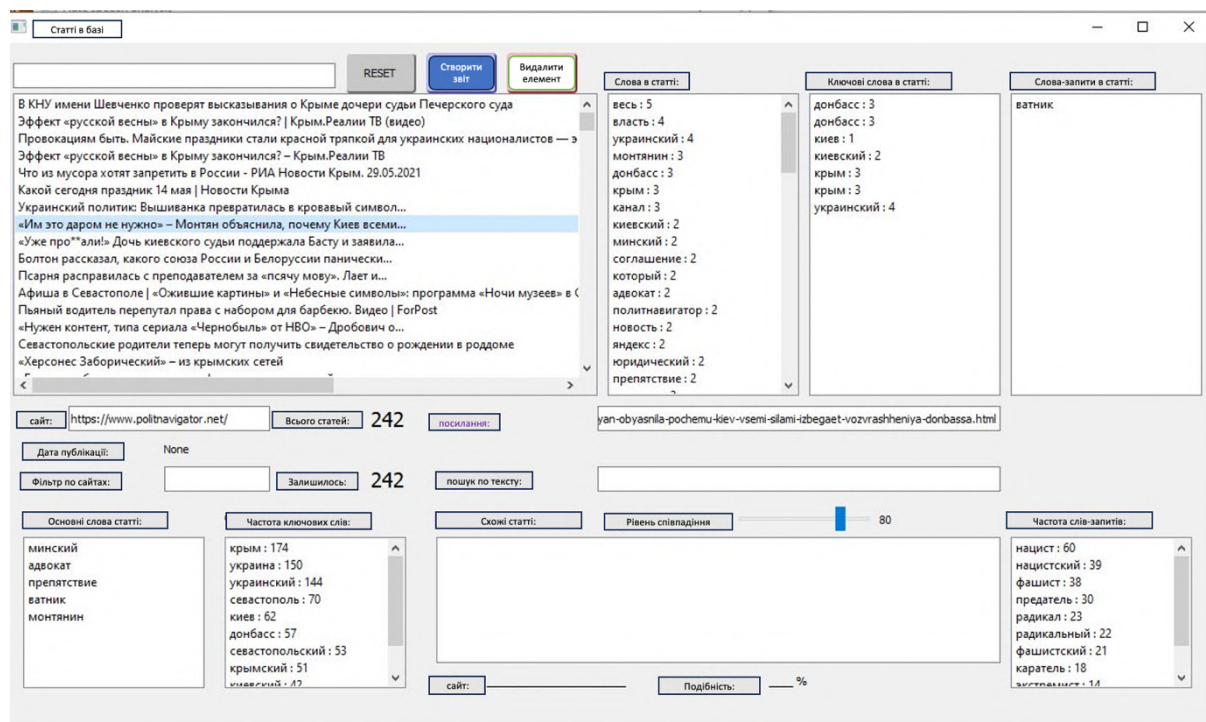 Статті в базі
RESET
Створити звіт
Видалити елемент
Слова в статті:
Ключові слова в статті:
Слова-запити в статті:
В КНУ имени Шевченко проверят высказывания о Крыме дочери судьи Печерского суда
Эффект «русской весны» в Крыму закончился? | Крым.Реалии ТВ (видео)
Провокациям быть. Майские праздники стали красной тряпкой для украинских националистов — э
Эффект «русской весны» в Крыму закончился? – Крым.Реалии ТВ
Что из мусора хотят запретить в России - РИА Новости Крым. 29.05.2021
Какой сегодня праздник 14 мая | Новости Крыма
Украинский политик: Вышиванка превратилась в кровавый символ...
«Им это даром не нужно» – Монтян объяснила, почему Киев всеми...
«Уже про**али!» Дочь киевского судьи поддержала Басту и заявила...
Болтон рассказал, какого союза России и Белоруссии панически...
Псарня расправилась с преподавателем за «псячу мову». Лает и...
Афиша в Севастополе | «Ожившие картины» и «Небесные символы»: программа «Ночи музеев» в
Пьяный водитель перепутал права с набором для барбекю. Видео | ForPost
«Нужен контент, типа сериала «Чернобыль» от HBO» – Дробович о...
Севастопольские родители теперь могут получить свидетельство о рождении в роддоме
«Херсонес Заборический» – из крымских сетей
весь : 5
власть : 4
украинский : 4
монтянин : 3
донбасс : 3
крым : 3
канал : 3
киевский : 2
минский : 2
соглашение : 2
который : 2
адвокат : 2
политнавигатор : 2
новость : 2
яндекс : 2
юридический : 2
препятствие : 2
донбасс : 3
донбасс : 3
киев : 1
киевский : 2
крым : 3
крым : 3
украинский : 4
ватник
сайт: https://www.politnavigator.net/
Всього статей: 242
посилання: yan-obyasnila-pochemu-kiev-vsemi-silami-izbegaet-vozvrashheniya-donbassa.html
Дата публікації: None
Фільтр по сайтах:
Залишилось: 242
пошук по тексту:
Основні слова статті:
Частота ключових слів:
Схожі статті:
Рівень співпадіння 80
Частота слів-запитів:
минский
адвокат
препятствие
ватник
монтянин
крым : 174
украина : 150
украинский : 144
севастополь : 70
киев : 62
донбасс : 57
севастопольский : 53
крымский : 51
киевский : 42
нацист : 60
нацистский : 39
фашист : 38
предатель : 30
радикал : 23
радикальный : 22
фашистский : 21
каратель : 18
экстремист : 14
сайт:
Подібність: %